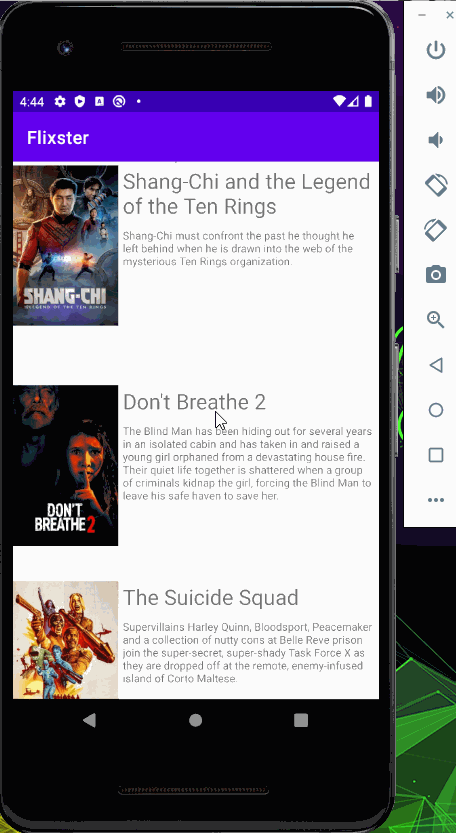 4:44
Flixster
Shang-Chi and the Legend
of the Ten Rings
Shang-Chi must confront the past he thought he
left behind when he is drawn into the web of the
mysterious Ten Rings organization.
SHANG-CHI
LEGEND OF THE TEN RINGS
Don't Breathe 2
The Blind Man has been hiding out for several years
in an isolated cabin and has taken in and raised a
young girl orphaned from a devastating house fire.
Their quiet life together is shattered when a group
of criminals kidnap the girl, forcing the Blind Man to
leave his safe haven to save her.
DON'T
BREATHE 2
The Suicide Squad
Supervillains Harley Quinn, Bloodsport, Peacemaker
and a collection of nutty cons at Belle Reve prison
join the super-secret, super-shady Task Force X as
they are dropped off at the remote, enemy-infused
island of Corto Maltese.